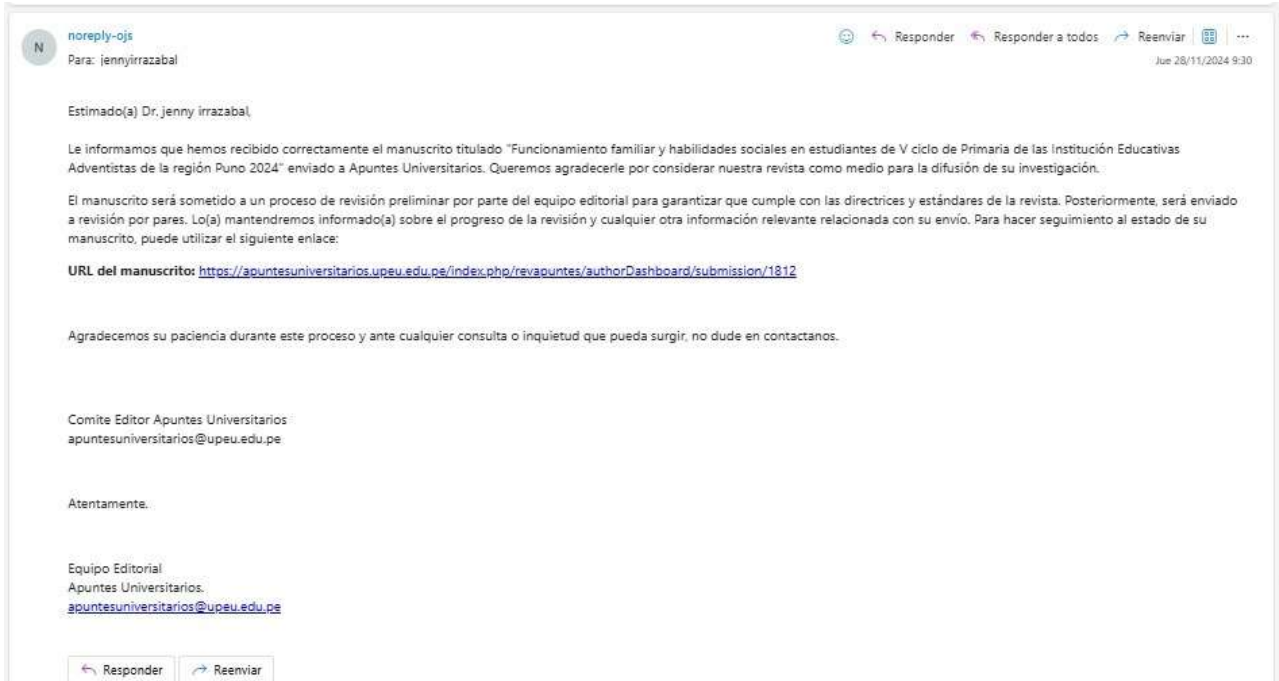 noreply-ojs
N
Para: jennyirrazabal
Responder
Responder a todos
Reenviar
Jue 28/11/2024 9:30
Estimado(a) Dr. jenny irrazabal,
Le informamos que hemos recibido correctamente el manuscrito titulado "Funcionamiento familiar y habilidades sociales en estudiantes de V ciclo de Primaria de las Institución Educativas
Adventistas de la región Puno 2024" enviado a Apuntes Universitarios. Queremos agradecerle por considerar nuestra revista como medio para la difusión de su investigación.
El manuscrito será sometido a un proceso de revisión preliminar por parte del equipo editorial para garantizar que cumple con las directrices y estándares de la revista. Posteriormente, será enviado
a revisión por pares. Lo(a) mantendremos informado(a) sobre el progreso de la revisión y cualquier otra información relevante relacionada con su envío. Para hacer seguimiento al estado de su
manuscrito, puede utilizar el siguiente enlace:
URL del manuscrito: https://apuntesuniversitarios.upeu.edu.pe/index.php/revapuntes/authorDashboard/submission/1812
Agradecemos su paciencia durante este proceso y ante cualquier consulta o inquietud que pueda surgir, no dude en contactanos.
Comite Editor Apuntes Universitarios
apuntesuniversitarios@upeu.edu.pe
Atentamente.
Equipo Editorial
Apuntes Universitarios.
apuntesuniversitarios@upeu.edu.pe
Responder
Reenviar